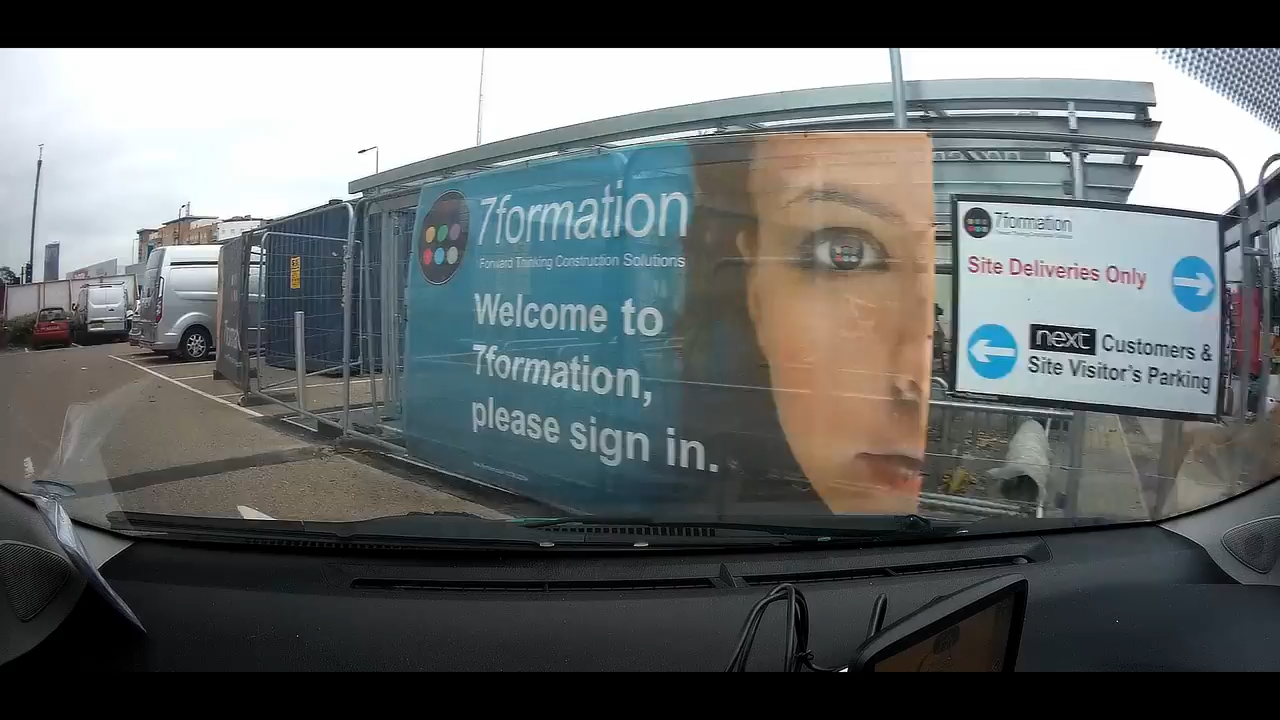 7formation
Forward Thinking Construction Solutions
Welcome to
7formation,
please sign in.
7formation
Site Deliveries Only
next Customers &
Site Visitor's Parking